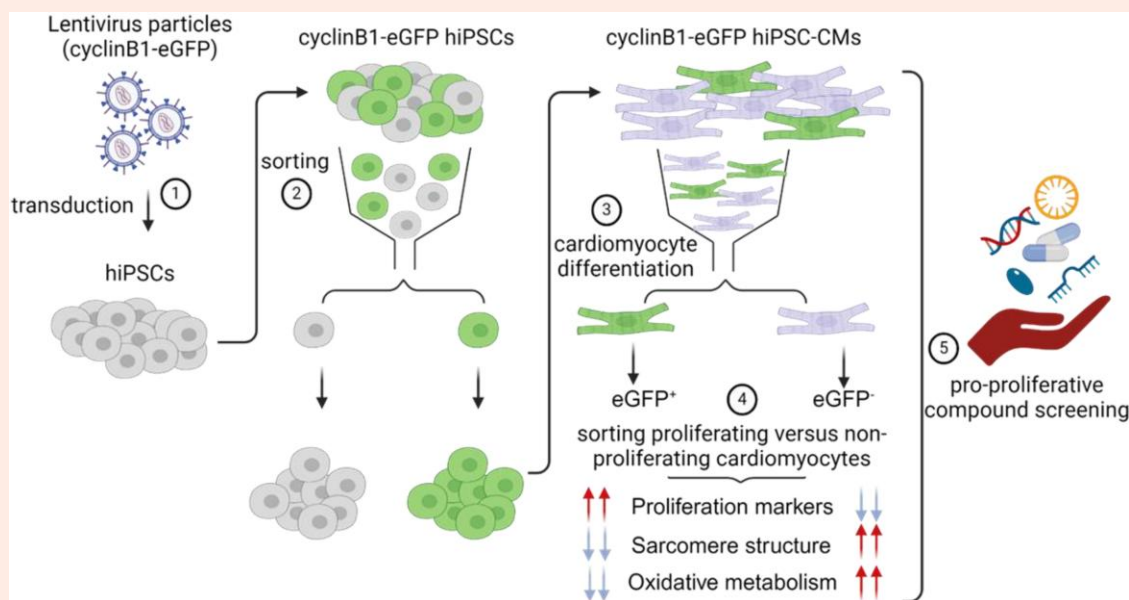 Lentivirus particles
(cyclinB1-eGFP)
1
transduction
hiPSCs
cyclinB1-eGFP hiPSCs
sorting
2
cyclinB1-eGFP hiPSC-CMs
3
cardiomyocyte
differentiation
eGFP⁺
eGFP⁻
4
sorting proliferating versus non-
proliferating cardiomyocytes
Proliferation markers
Sarcomere structure
Oxidative metabolism
5
pro-proliferative
compound screening